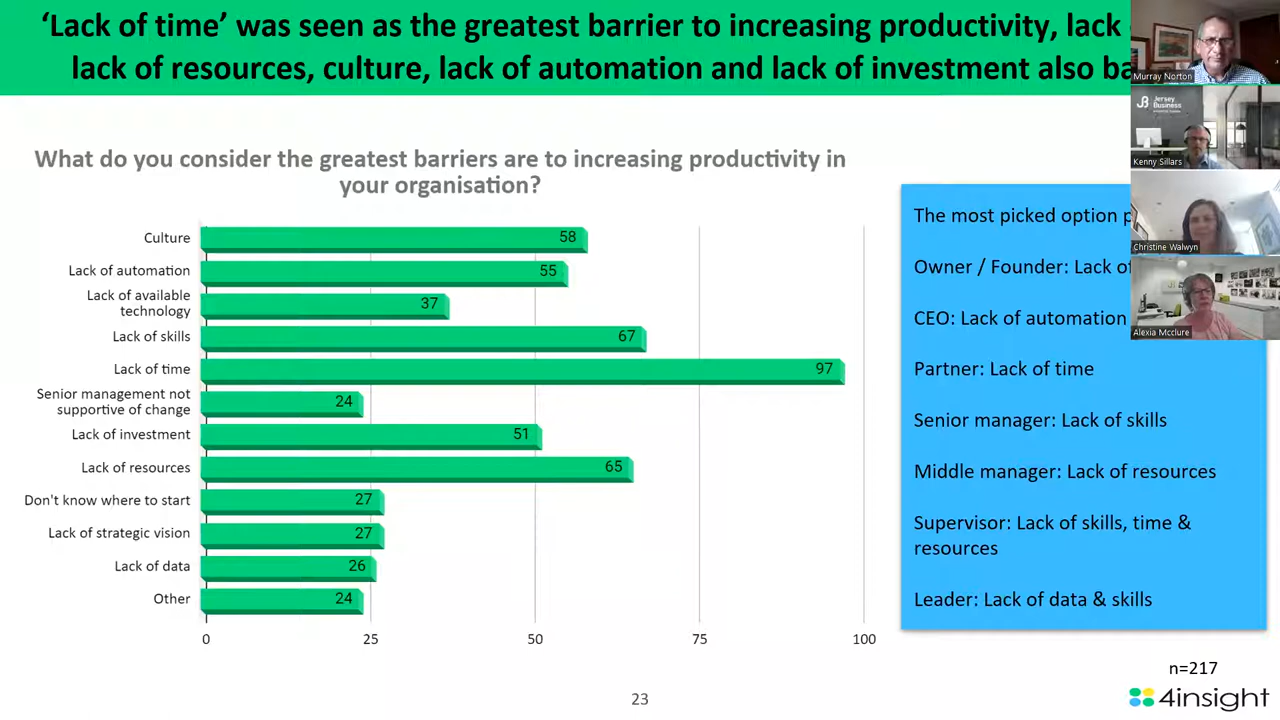 ‘Lack of time’ was seen as the greatest barrier to increasing productivity, lack
lack of resources, culture, lack of automation and lack of investment also
What do you consider the greatest barriers are to increasing productivity in
your organisation?
Culture
58
Lack of automation
55
Lack of available
technology
37
Lack of skills
67
Lack of time
97
Senior management not
supportive of change
24
Lack of investment
51
Lack of resources
65
Don't know where to start
27
Lack of strategic vision
27
Lack of data
26
Other
24
0 25 50 75 100
The most picked option
Owner / Founder: Lack of
CEO: Lack of automation
Partner: Lack of time
Senior manager: Lack of skills
Middle manager: Lack of resources
Supervisor: Lack of skills, time &
resources
Leader: Lack of data & skills
n=217
4insight
23
Murray Norton
JB Jersey
Business
Kenny Sillars
Christine Walwyn
Alexia Mcclure